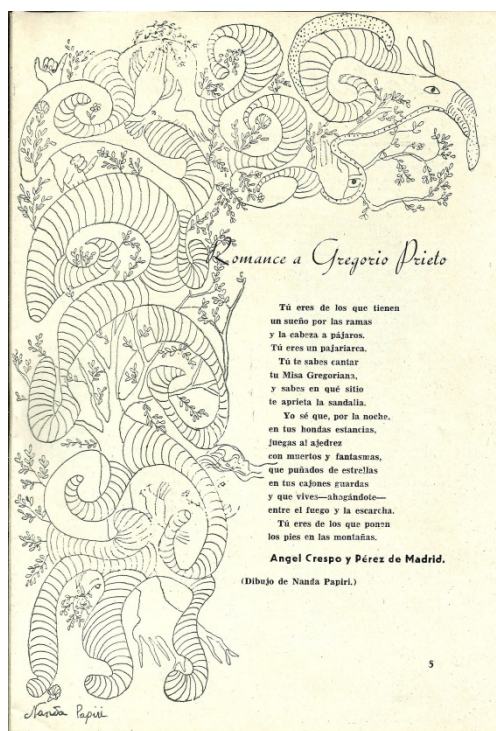 Romance a Gregorio Prieto
Tú eres de los que tienen
un sueño por las ramas
y la cabeza a pájaros.
Tú eres un pajariarca.
Tú te sabes cantar
tu Misa Gregoriana,
y sabes en qué sitio
te aprieta la sandalia.
Yo sé que, por la noche,
en tus hondas estancias,
juegas al ajedrez
con muertos y fantasmas,
que puñados de estrellas
en tus cajones guardas
y que vives—ahogándote—
entre el fuego y la escarcha.
Tú eres de los que ponen
los pies en las montañas.
Angel Crespo y Pérez de Madrid.
(Dibujo de Nanda Papiri.)
5
Nanda Papiri